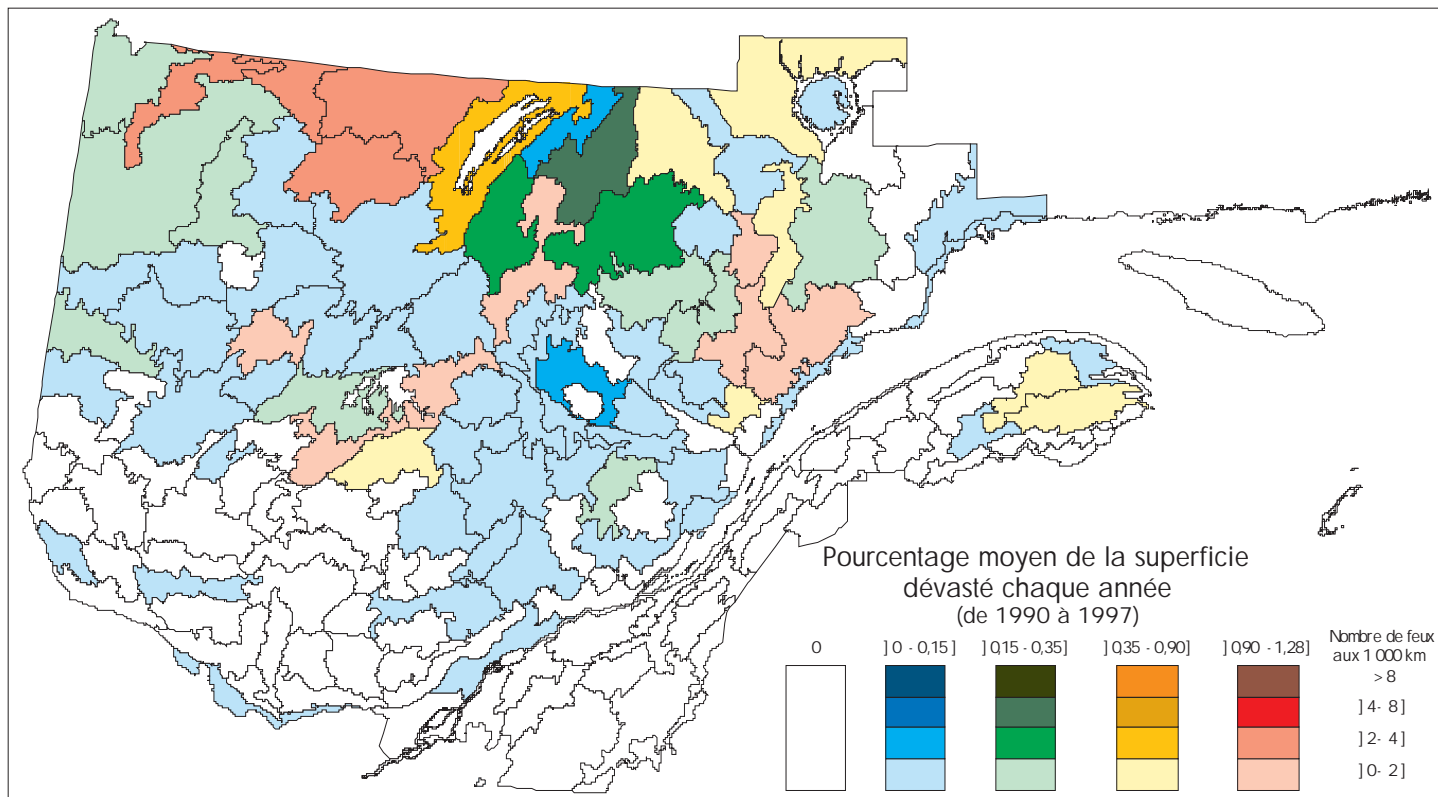 Pourcentage moyen de la superficie
dévasté chaque année
(de 1990 à 1997)
Nombre de feux
aux 1 000 km
0
] 0 - 0,15 ]
] 0,15 - 0,35 ]
] 0,35 - 0,90 ]
] 0,90 - 1,28 ]
> 8
] 4 - 8 ]
] 2 - 4 ]
] 0 - 2 ]